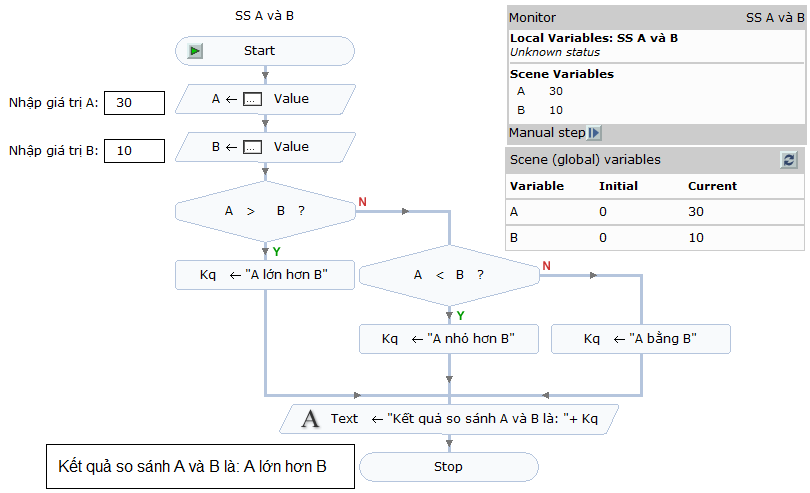 SS A và B
Start
Nhập giá trị A: 30
A ← ... Value
Nhập giá trị B: 10
B ← ... Value
A > B ?
N
Y
Kq ← "A lớn hơn B"
A < B ?
N
Y
Kq ← "A nhỏ hơn B"
Kq ← "A bằng B"
A Text ← "Kết quả so sánh A và B là: "+ Kq
Kết quả so sánh A và B là: A lớn hơn B
Stop
Monitor SS A và B
Local Variables: SS A và B
Unknown status
Scene Variables
A 30
B 10
Manual step
Scene (global) variables
Variable Initial Current
A 0 30
B 0 10